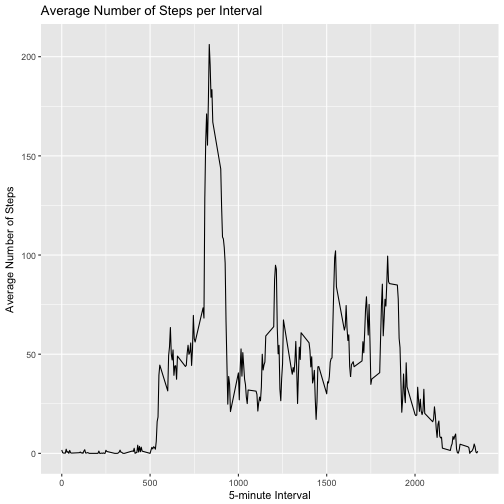 Average Number of Steps per Interval
200
150
100
50
0
Average Number of Steps
0 500 1000 1500 2000
5-minute Interval